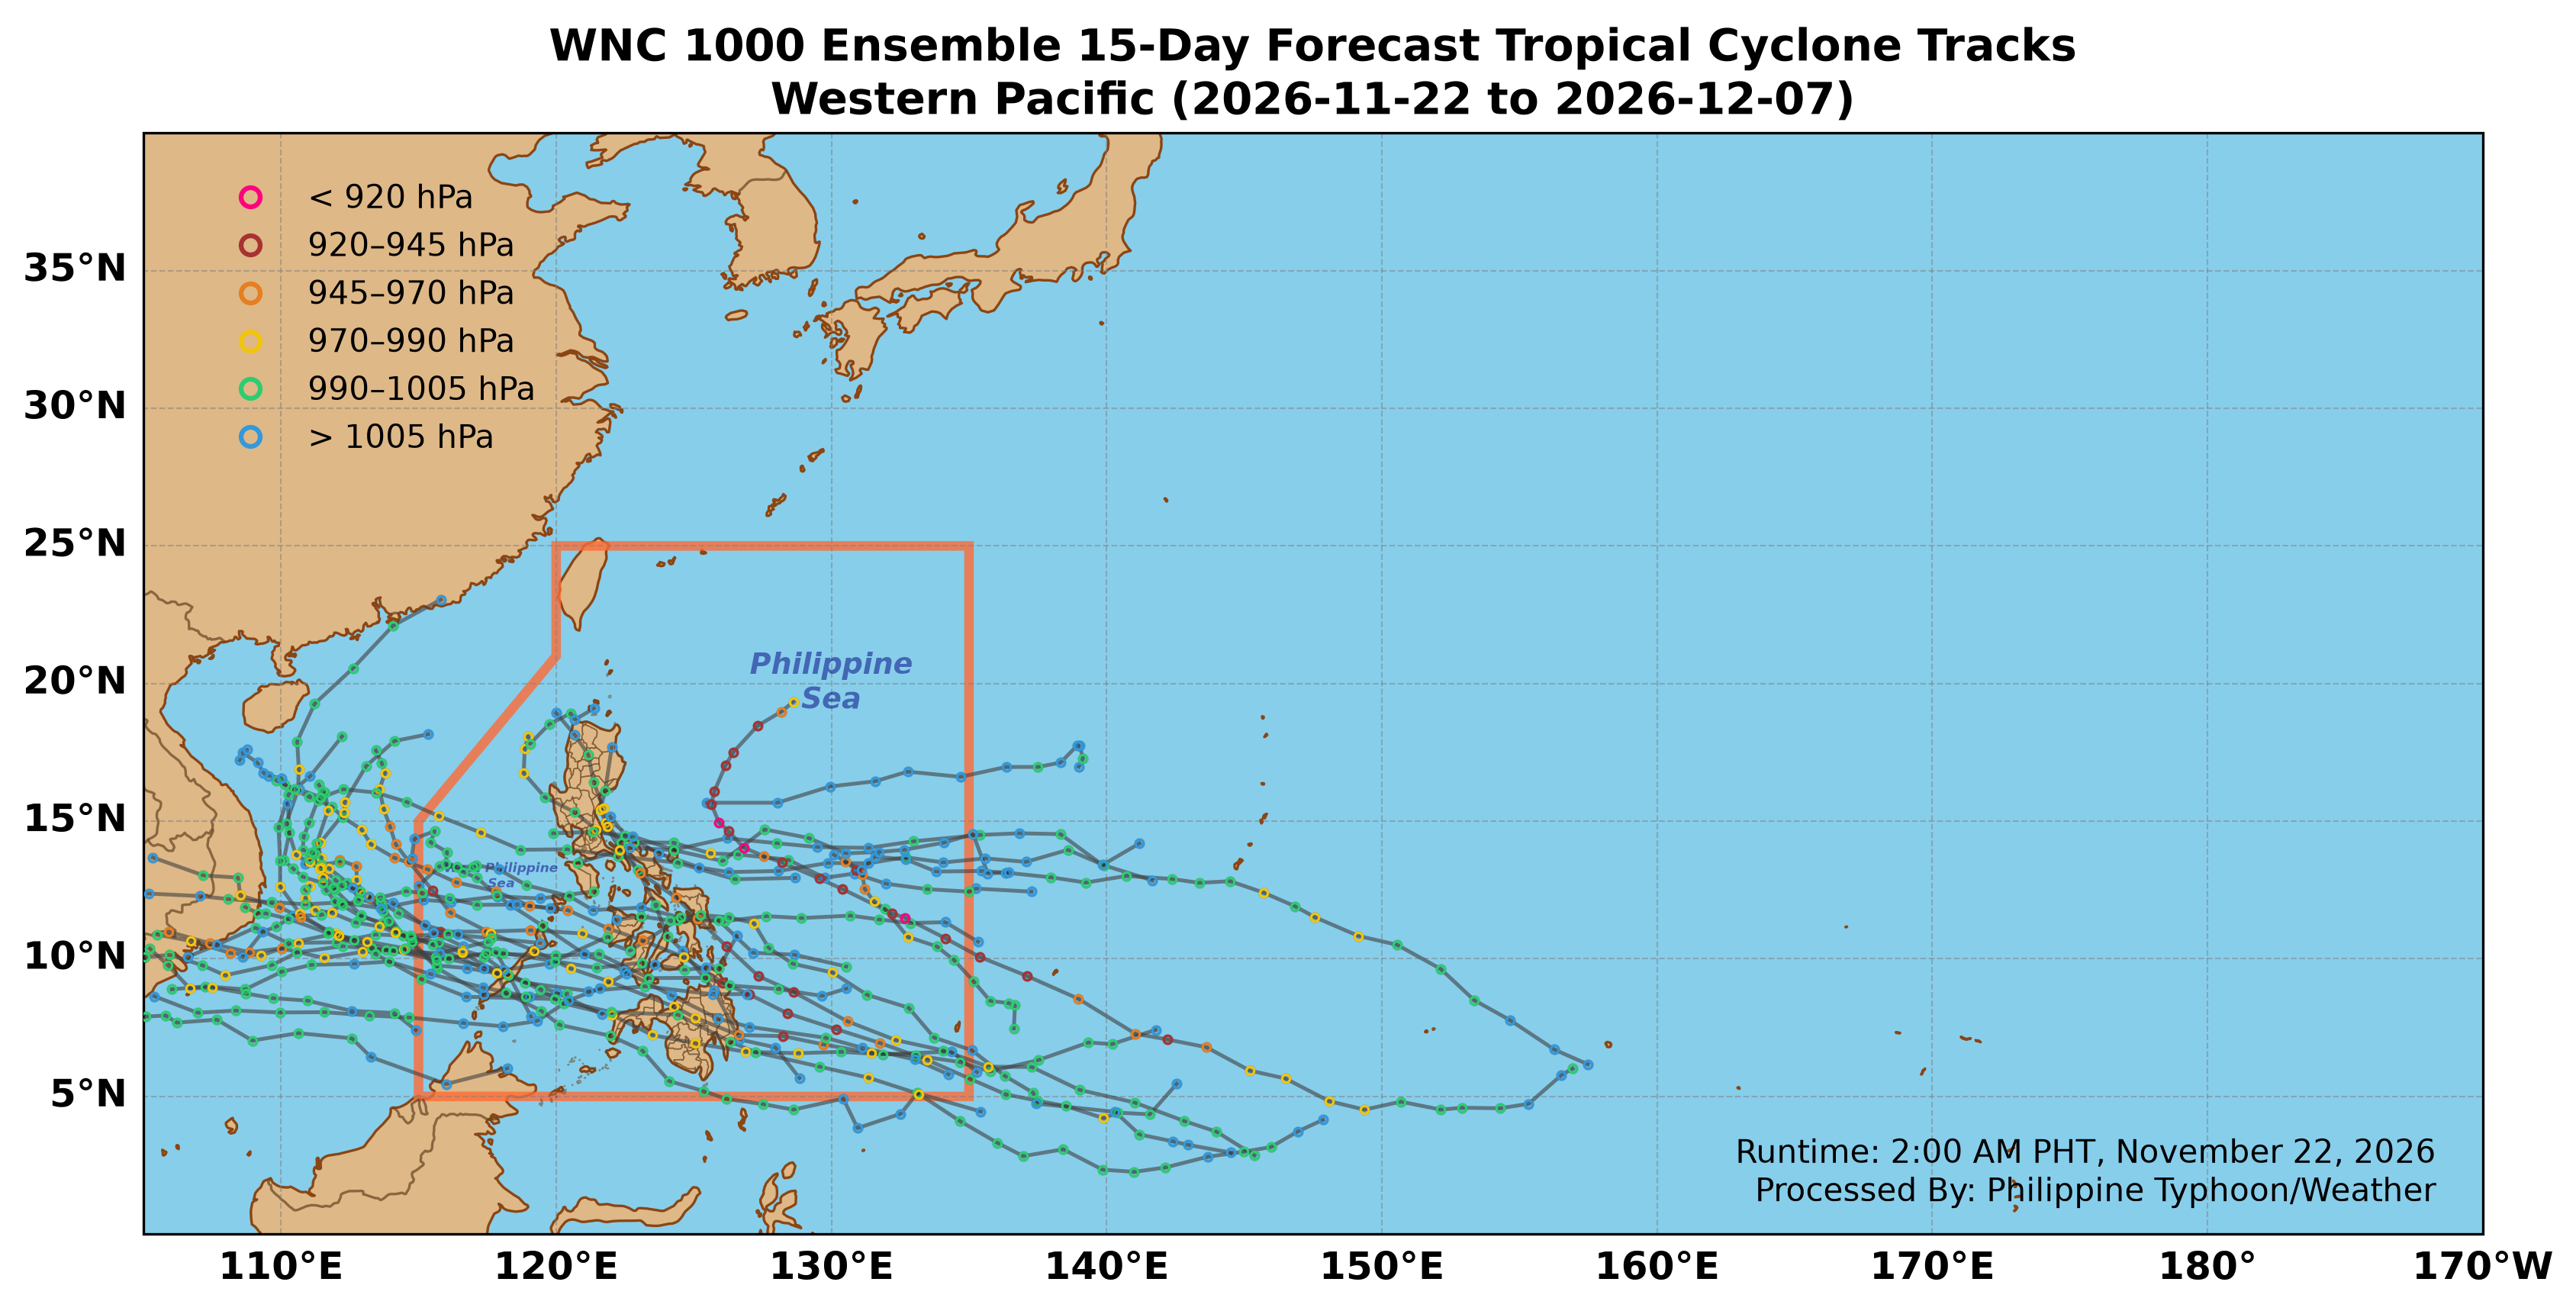 WNC 1000 Ensemble 15-Day Forecast Tropical Cyclone Tracks
Western Pacific (2026-11-22 to 2026-12-07)
< 920 hPa
920–945 hPa
945–970 hPa
970–990 hPa
990–1005 hPa
> 1005 hPa
35°N
30°N
25°N
20°N
15°N
10°N
5°N
Philippine
Sea
Philippine
Sea
Runtime: 2:00 AM PHT, November 22, 2026
Processed By: Philippine Typhoon/Weather
110°E
120°E
130°E
140°E
150°E
160°E
170°E
180°
170°W